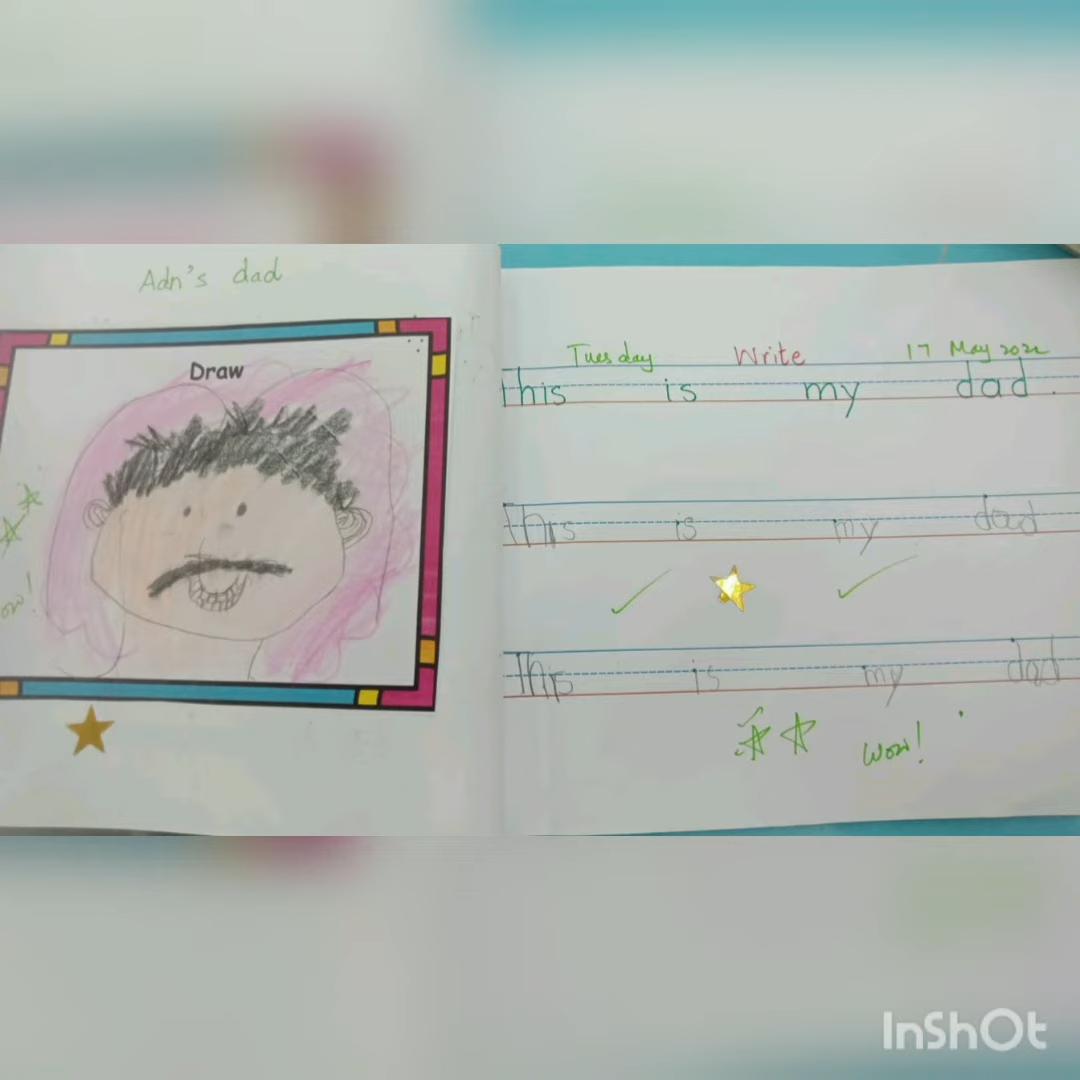 Adn's dad
Draw
wow!
Tuesday Write 17 May 2022
This is my dad.
This is my dad
This is my dad
wow!
InShOt